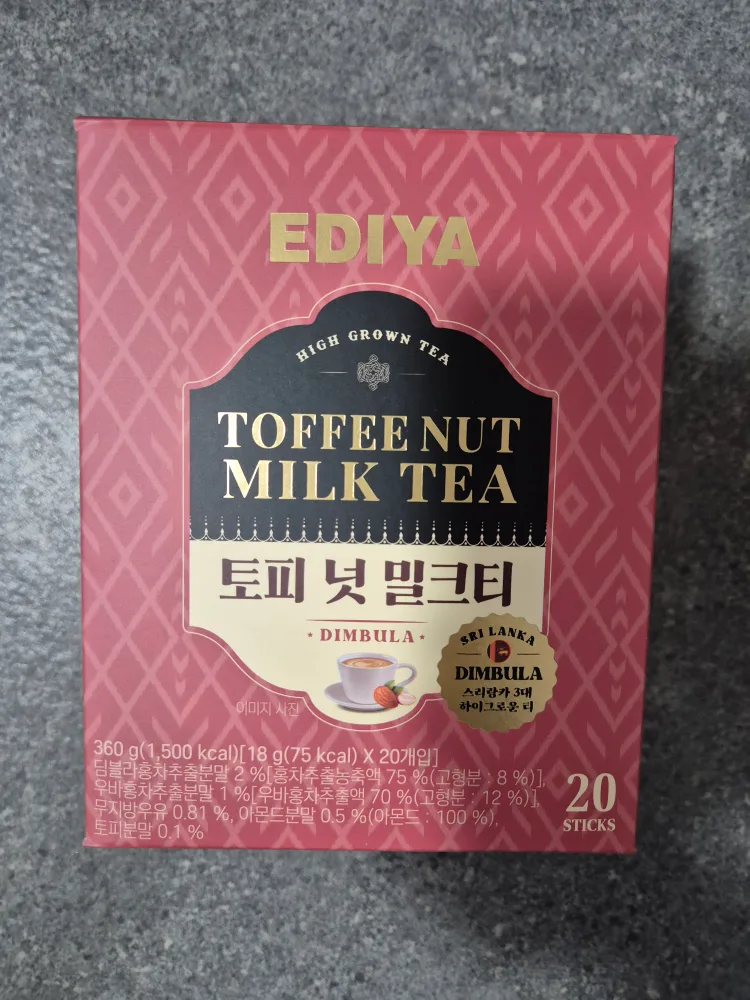 EDIYA
HIGH GROWN TEA
TOFFEE NUT
MILK TEA
토피 넛 밀크티
• DIMBULA •
SRI LANKA
DIMBULA
스리랑카 3대
하이그로운 티
이미지 사진
360 g(1,500 kcal)[18 g(75 kcal) X 20개입]
딤블라홍차추출분말 2 %[홍차추출농축액 75 %(고형분 : 8 %)],
우바홍차추출분말 1 %[우바홍차추출액 70 %(고형분 : 12 %)],
무지방우유 0.81 %, 아몬드분말 0.5 %(아몬드 : 100 %),
토피분말 0.1 %
20
STICKS